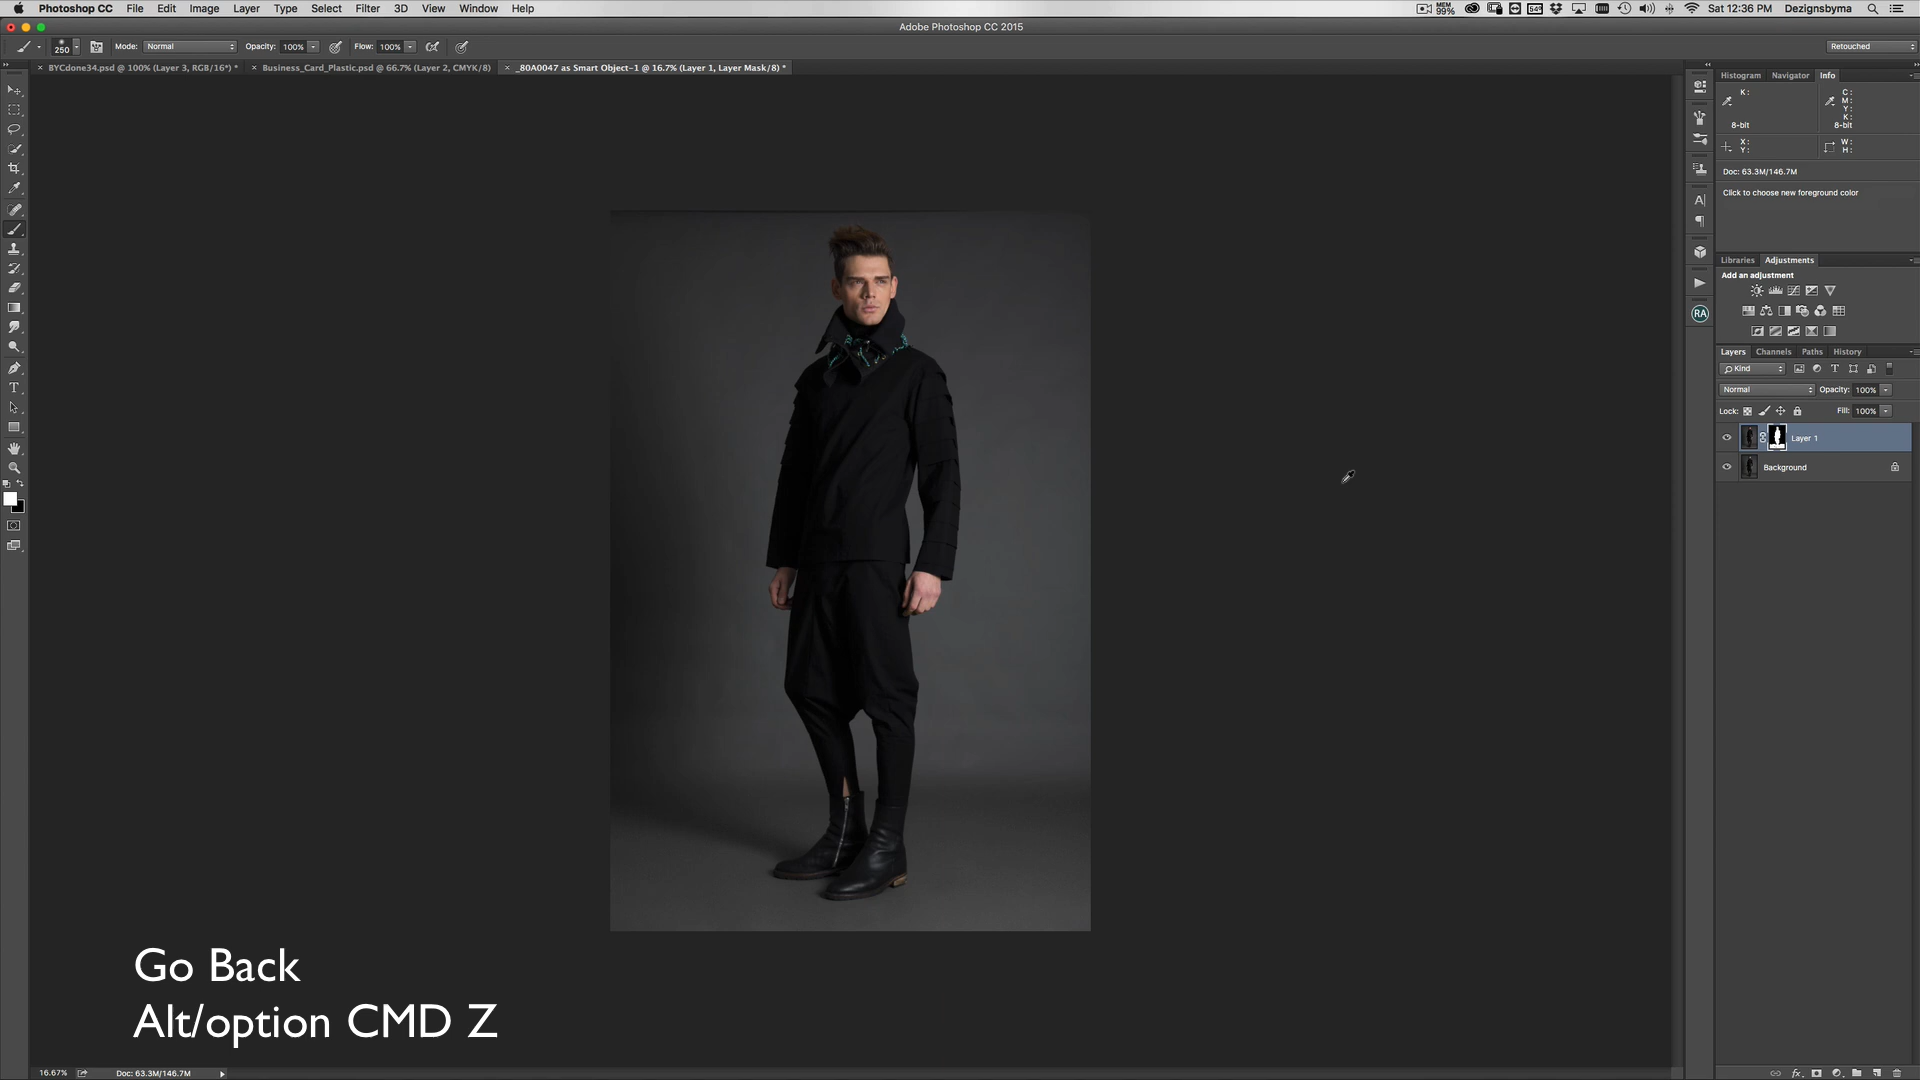 Photoshop CC File Edit Image Layer Type Select Filter 3D View Window Help MEM 99% 54° Sat 12:36 PM Dezignsbyma
Adobe Photoshop CC 2015
250 Mode: Normal Opacity: 100% Flow: 100% Retouched
× BYCdone34.psd @ 100% (Layer 3, RGB/16*) * × Business_Card_Plastic.psd @ 66.7% (Layer 2, CMYK/8) × _80A0047 as Smart Object-1 @ 16.7% (Layer 1, Layer Mask/8) *
Histogram Navigator Info
K: C:
M:
Y:
K:
8-bit 8-bit
X: W:
Y: H:
Doc: 63.3M/146.7M
Click to choose new foreground color
Libraries Adjustments
Add an adjustment
RA
Layers Channels Paths History
Kind
Normal Opacity: 100%
Lock: Fill: 100%
Layer 1
Background
Go Back
Alt/option CMD Z
16.67% Doc: 63.3M/146.7M